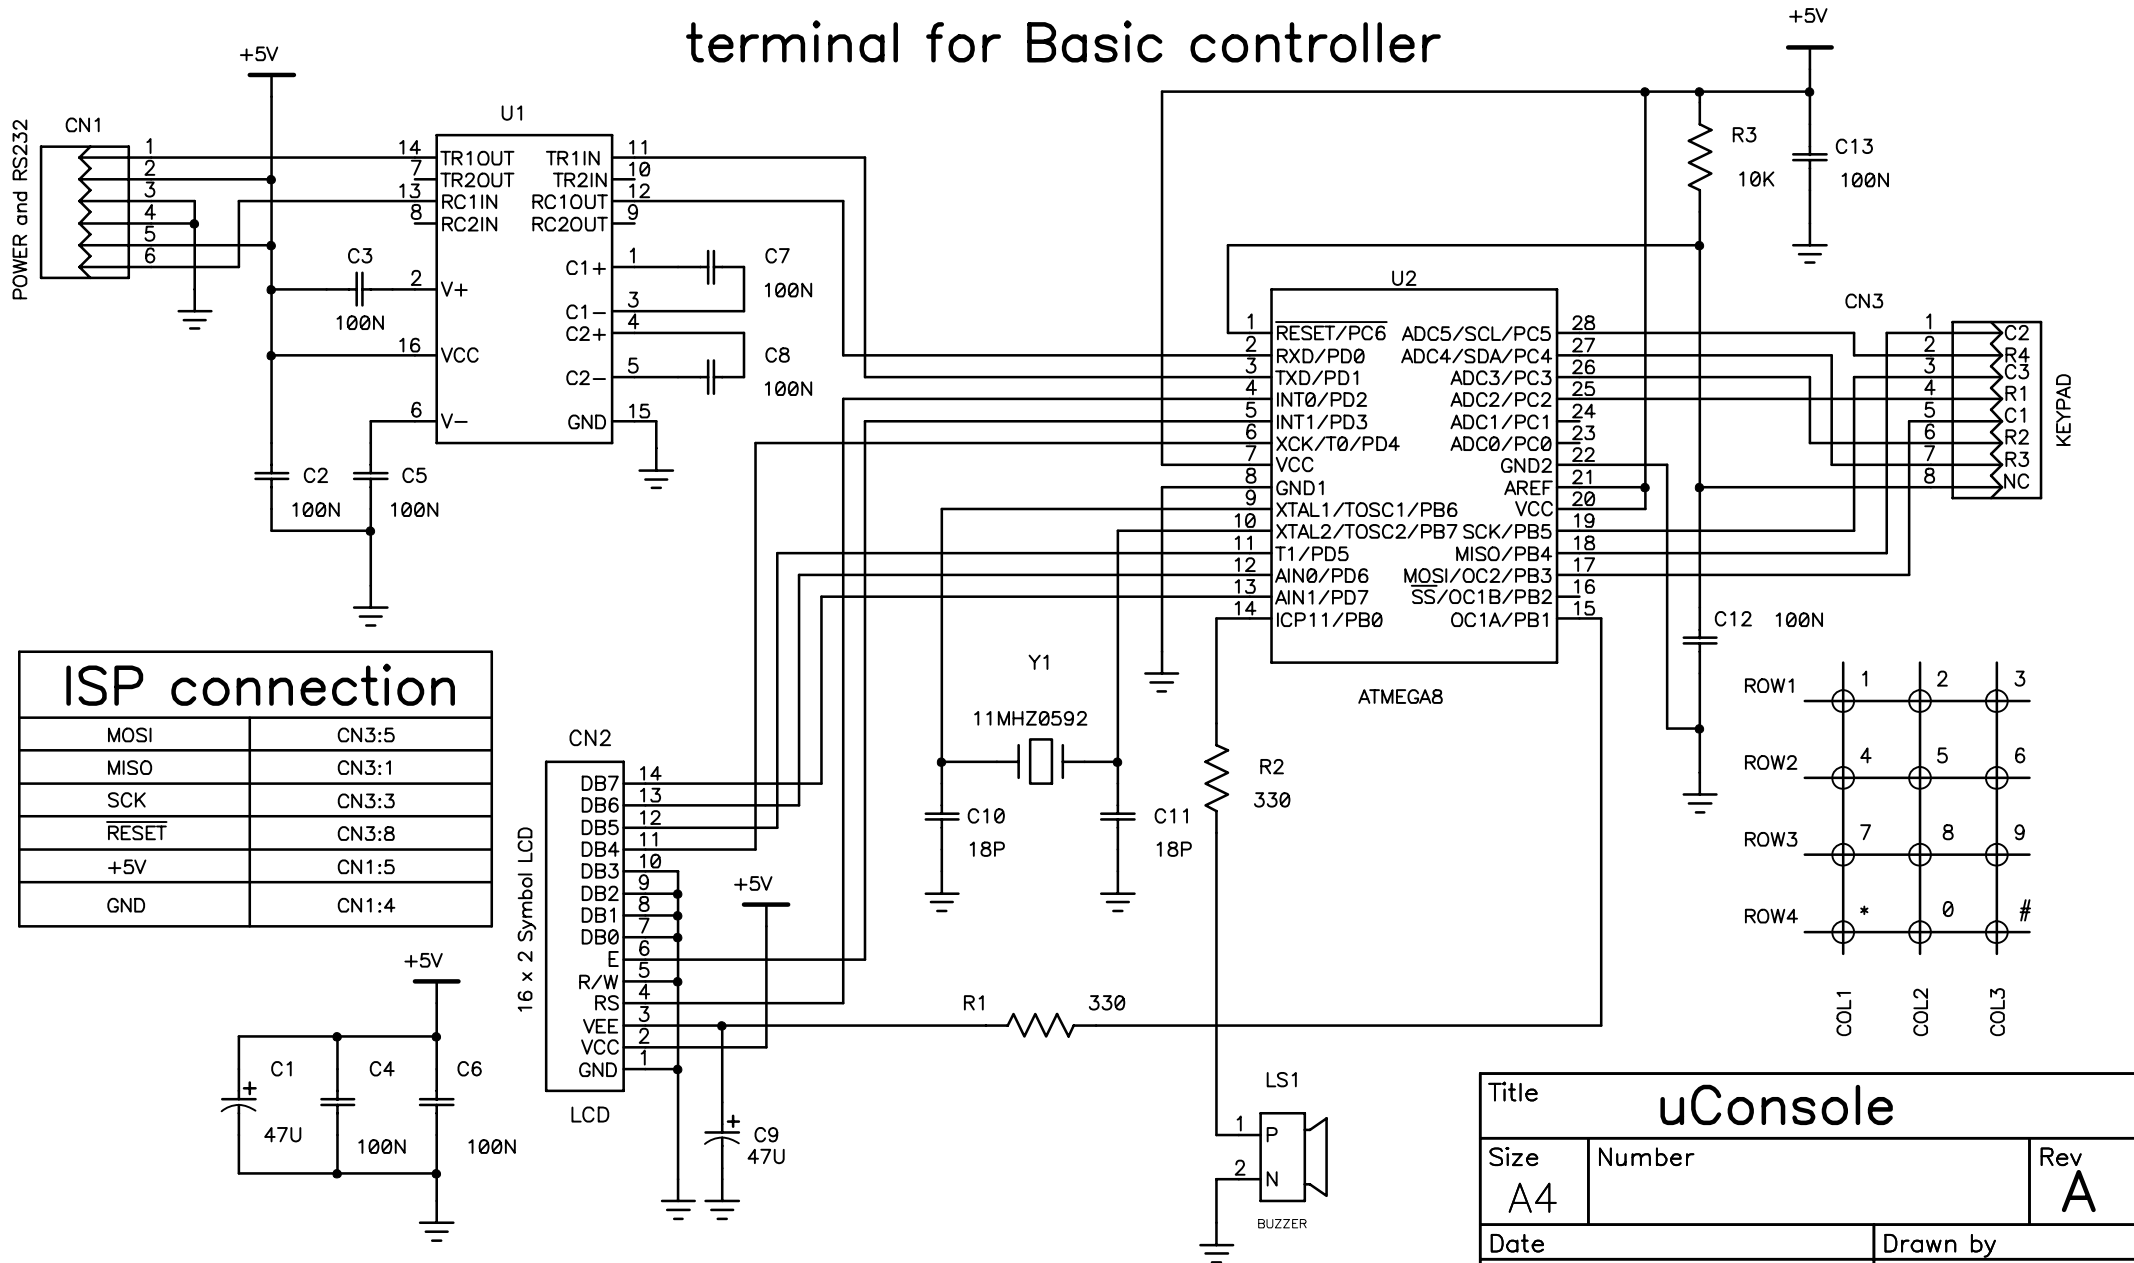 terminal for Basic controller
+5V
+5V
POWER and RS232
CN1
1
2
3
4
5
6
U1
14 TR1OUT TR1IN 11
7 TR2OUT TR2IN 10
13 RC1IN RC1OUT 12
8 RC2IN RC2OUT 9
C1+ 1
2 V+
C1- 3
C2+ 4
16 VCC
C2- 5
6 V- GND 15
C3
100N
C7
100N
C8
100N
C2
100N
C5
100N
R3
10K
C13
100N
U2
1 RESET/PC6 ADC5/SCL/PC5 28
2 RXD/PD0 ADC4/SDA/PC4 27
3 TXD/PD1 ADC3/PC3 26
4 INT0/PD2 ADC2/PC2 25
5 INT1/PD3 ADC1/PC1 24
6 XCK/T0/PD4 ADC0/PC0 23
7 VCC GND2 22
8 GND1 AREF 21
9 XTAL1/TOSC1/PB6 VCC 20
10 XTAL2/TOSC2/PB7 SCK/PB5 19
11 T1/PD5 MISO/PB4 18
12 AIN0/PD6 MOSI/OC2/PB3 17
13 AIN1/PD7 SS/OC1B/PB2 16
14 ICP11/PB0 OC1A/PB1 15
ATMEGA8
CN3
1 C2
2 R4
3 C3
4 R1
5 C1
6 R2
7 R3
8 NC
KEYPAD
C12 100N
ISP connection
MOSI CN3:5
MISO CN3:1
SCK CN3:3
RESET CN3:8
+5V CN1:5
GND CN1:4
Y1
11MHZ0592
C10
18P
C11
18P
R2
330
CN2
16 x 2 Symbol LCD
DB7 14
DB6 13
DB5 12
DB4 11
DB3 10
DB2 9
DB1 8
DB0 7
E 6
R/W 5
RS 4
VEE 3
VCC 2
GND 1
LCD
+5V
R1 330
C9
47U
+5V
C1
47U
C4
100N
C6
100N
LS1
1 P
2 N
BUZZER
ROW1 1 2 3
ROW2 4 5 6
ROW3 7 8 9
ROW4 * 0 #
COL1
COL2
COL3
Title
uConsole
Size
A4
Number
Rev
A
Date
Drawn by